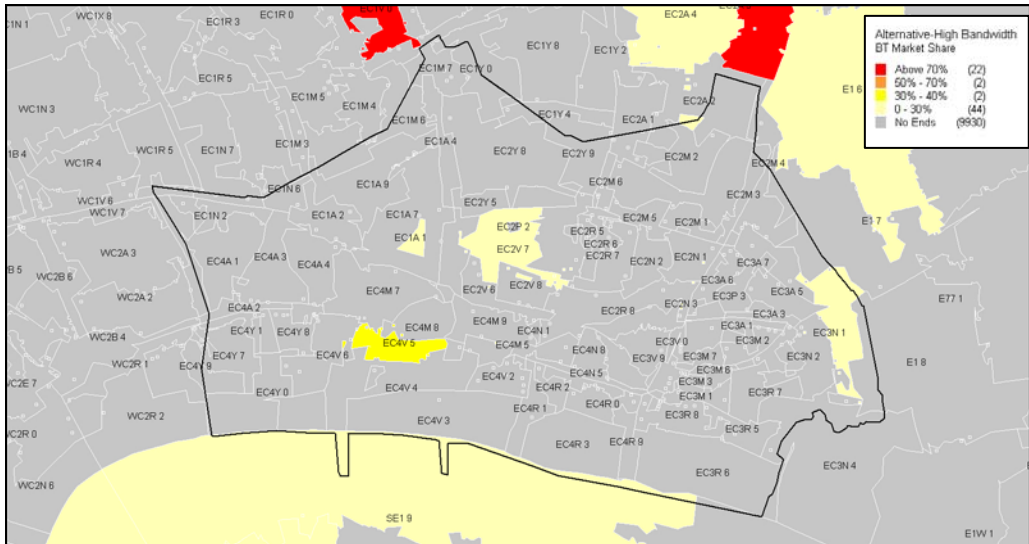 Alternative-High Bandwidth
BT Market Share
Above 70% (22)
50% - 70% (2)
30% - 40% (2)
0 - 30% (44)
No Ends (9930)
WC1X 8
EC1R 3
EC1R 0
EC1V 0
EC1Y 8
EC1Y 2
EC2A 4
EC1M 7
EC1Y 0
EC1R 5
E1 6
WC1N 3
EC1M 5
EC1M 4
EC2A 2
EC1M 6
EC1Y 4
EC2A 1
WC1R 5
EC1N 7
EC1M 3
EC1A 4
EC2Y 8
EC2Y 9
EC2M 2
EC2M 4
WC1R 4
EC1N 6
EC1A 9
EC2M 6
EC2M 3
WC1V 6
WC1V 7
EC1N 2
EC1A 2
EC1A 7
EC2Y 5
EC2M 5
EC2M 1
E1 7
EC2P 2
EC2R 5
EC1A 1
EC2V 7
EC2R 6
EC2R 7
WC2A 3
EC4A 1
EC4A 3
EC4A 4
EC2N 2
EC2N 1
EC3A 7
WC2B 6
EC3A 6
WC2A 2
EC4M 7
EC2V 6
EC2V 8
EC3P 3
EC3A 5
E77 1
EC4A 2
EC2R 8
EC2N 3
EC3A 3
WC2B 4
EC4Y 1
EC4Y 8
EC4M 8
EC4M 9
EC4N 1
EC3A 1
EC3N 1
EC4V 5
EC4M 5
EC3V 0
EC3M 2
WC2R 1
EC4Y 9
EC4Y 7
EC4V 6
EC4N 8
EC3V 9
EC3M 7
EC3N 2
E1 8
EC3M 6
WC2E 7
EC4V 2
EC4N 5
EC3M 3
EC4Y 0
EC4V 4
EC4R 2
EC3M 1
EC3R 7
WC2R 2
EC4R 1
EC4R 0
EC3R 8
EC4V 3
EC3R 5
WC2R 0
EC4R 3
EC4R 9
EC3N 4
WC2N 6
EC3R 6
SE1 9
E1W 1